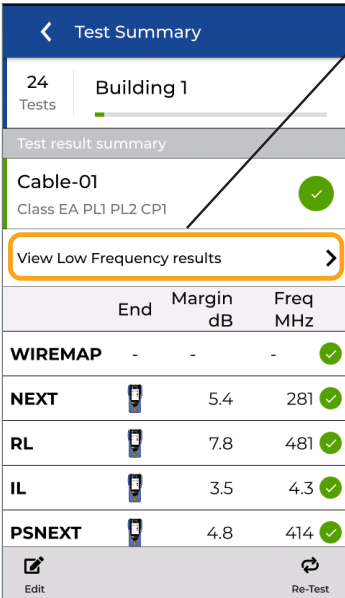 Test Summary
24
Tests
Building 1
Test result summary
Cable-01
Class EA PL1 PL2 CP1
View Low Frequency results
End Margin dB Freq MHz
WIREMAP - - -
NEXT 5.4 281
RL 7.8 481
IL 3.5 4.3
PSNEXT 4.8 414
Edit Re-Test